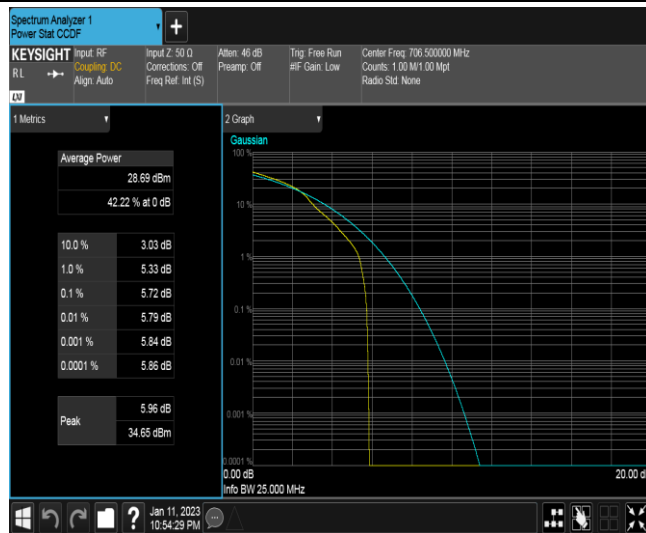 Spectrum Analyzer 1
Power Stat CCDF
KEYSIGHT
RL
Input: RF
Coupling: DC
Align: Auto
Input Z: 50 Ω
Corrections: Off
Freq Ref: Int (S)
Atten: 46 dB
Preamp: Off
Trig: Free Run
#IF Gain: Low
Center Freq: 706.500000 MHz
Counts: 1.00 M/1.00 Mpt
Radio Std: None
1 Metrics
Average Power
28.69 dBm
42.22 % at 0 dB
10.0 % 3.03 dB
1.0 % 5.33 dB
0.1 % 5.72 dB
0.01 % 5.79 dB
0.001 % 5.84 dB
0.0001 % 5.86 dB
Peak
5.96 dB
34.65 dBm
2 Graph
Gaussian
100 %
10 %
1 %
0.1 %
0.01 %
0.001 %
0.0001 %
0.00 dB
20.00 d
Info BW 25.000 MHz
Jan 11, 2023
10:54:29 PM